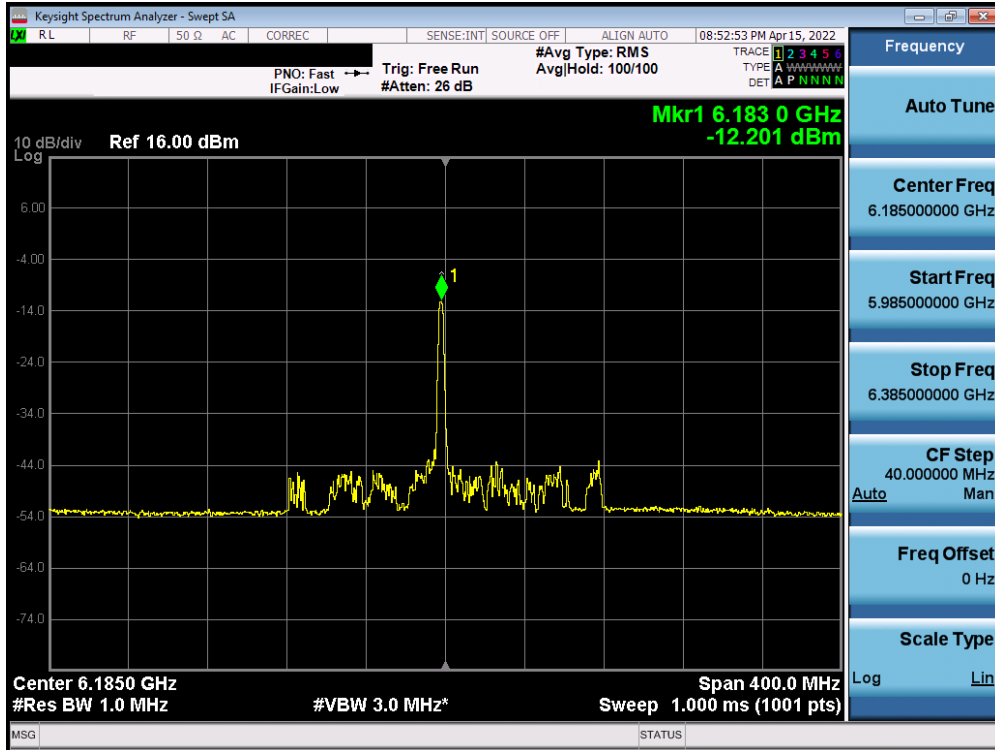 Keysight Spectrum Analyzer - Swept SA
LXI RL RF 50 Ω AC CORREC SENSE:INT SOURCE OFF ALIGN AUTO 08:52:53 PM Apr 15, 2022
Frequency
PNO: Fast
IFGain:Low
Trig: Free Run
#Atten: 26 dB
#Avg Type: RMS
Avg|Hold: 100/100
TRACE 1 2 3 4 5 6
TYPE A WWWWW
DET A P N N N N
Auto Tune
Mkr1 6.183 0 GHz
-12.201 dBm
10 dB/div Ref 16.00 dBm
Log
6.00
-4.00
-14.0
-24.0
-34.0
-44.0
-54.0
-64.0
-74.0
1
Center Freq
6.185000000 GHz
Start Freq
5.985000000 GHz
Stop Freq
6.385000000 GHz
CF Step
40.000000 MHz
Auto Man
Freq Offset
0 Hz
Scale Type
Log Lin
Center 6.1850 GHz Span 400.0 MHz
#Res BW 1.0 MHz #VBW 3.0 MHz* Sweep 1.000 ms (1001 pts)
MSG STATUS